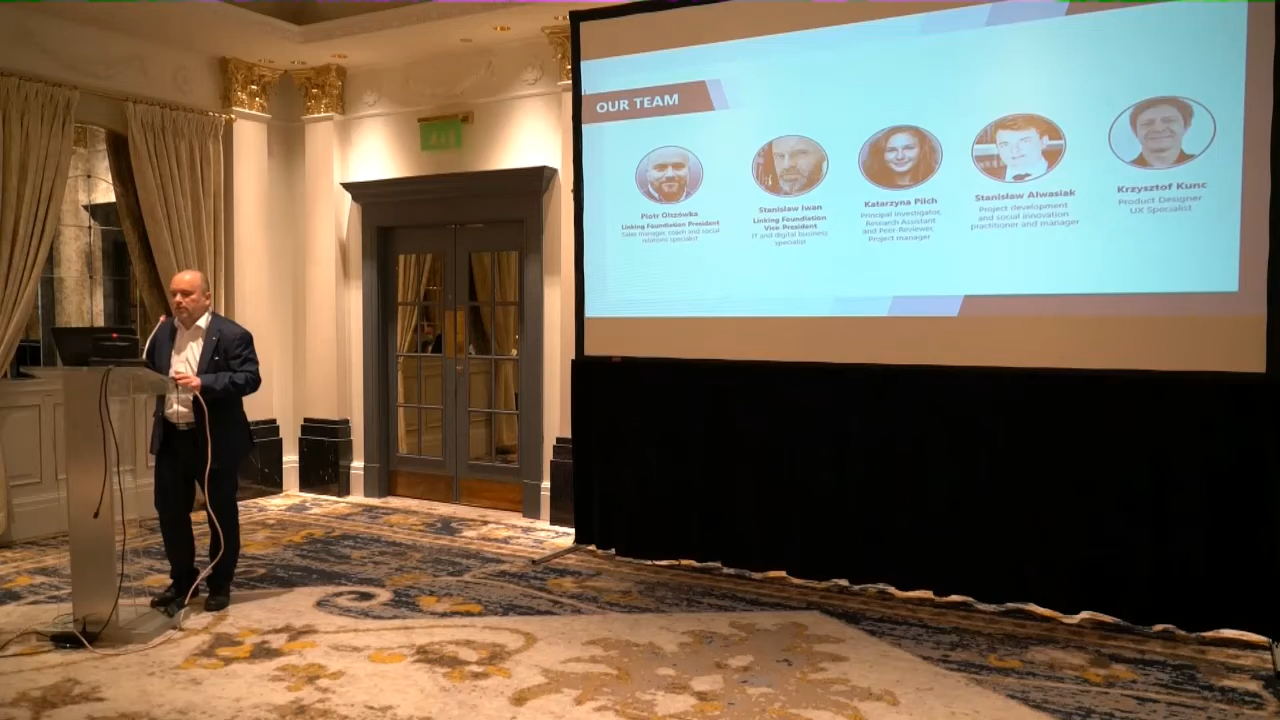 OUR TEAM
Piotr Olszówka
Linking Foundation President
Sales manager, coach and social
relations specialist
Stanisław Iwan
Linking Foundation
Vice President
IT and digital business
specialist
Katarzyna Pilch
Principal Investigator,
Research Assistant
and Peer-Reviewer,
Project manager
Stanisław Alwasiak
Project development
and social innovation
practitioner and manager
Krzysztof Kunc
Product Designer
UX Specialist